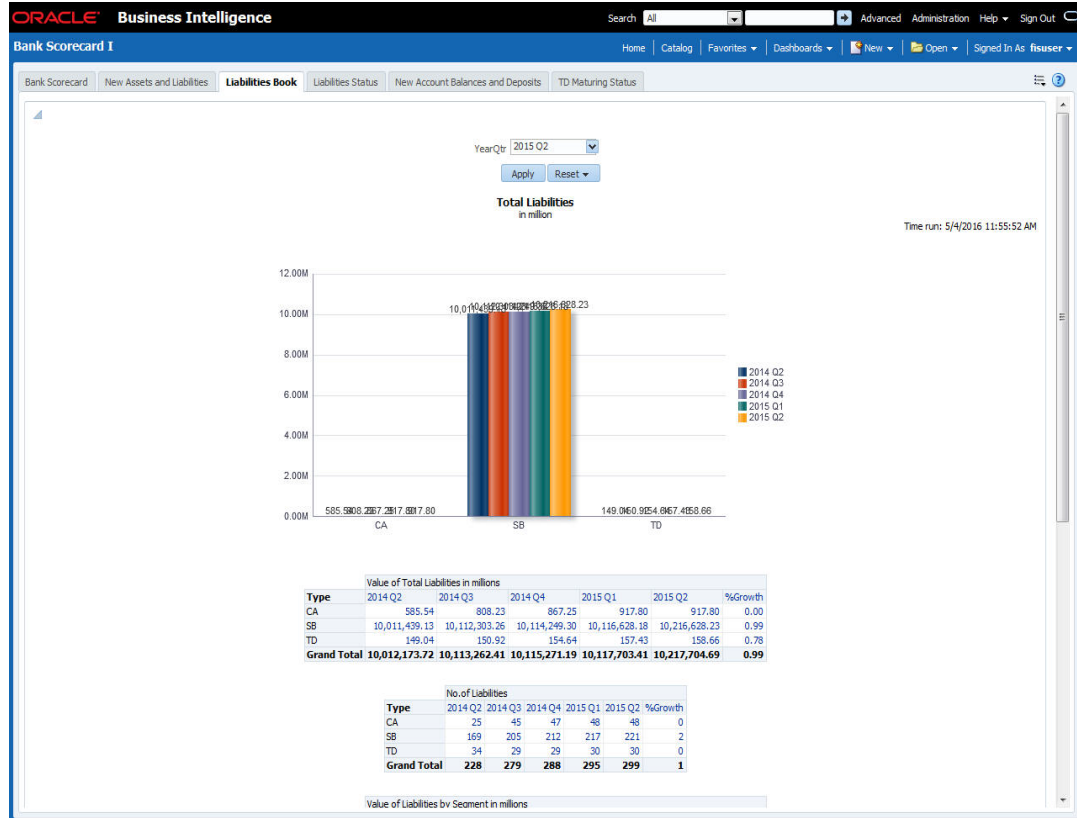 ORACLE Business Intelligence Search All Advanced Administration Help Sign Out
Bank Scorecard I Home Catalog Favorites Dashboards New Open Signed In As fisuser
Bank Scorecard New Assets and Liabilities Liabilities Book Liabilities Status New Account Balances and Deposits TD Maturing Status
YearQtr 2015 Q2
Apply Reset
Total Liabilities
in million
Time run: 5/4/2016 11:55:52 AM
12.00M
10.00M
8.00M
6.00M
4.00M
2.00M
0.00M
CA SB TD
2014 Q2
2014 Q3
2014 Q4
2015 Q1
2015 Q2
Value of Total Liabilities in millions
Type 2014 Q2 2014 Q3 2014 Q4 2015 Q1 2015 Q2 %Growth
CA 585.54 808.23 867.25 917.80 917.80 0.00
SB 10,011,439.13 10,112,303.26 10,114,249.30 10,116,628.18 10,216,628.23 0.99
TD 149.04 150.92 154.64 157.43 158.66 0.78
Grand Total 10,012,173.72 10,113,262.41 10,115,271.19 10,117,703.41 10,217,704.69 0.99
No.of Liabilities
Type 2014 Q2 2014 Q3 2014 Q4 2015 Q1 2015 Q2 %Growth
CA 25 45 47 48 48 0
SB 169 205 212 217 221 2
TD 34 29 29 30 30 0
Grand Total 228 279 288 295 299 1
Value of Liabilities by Segment in millions